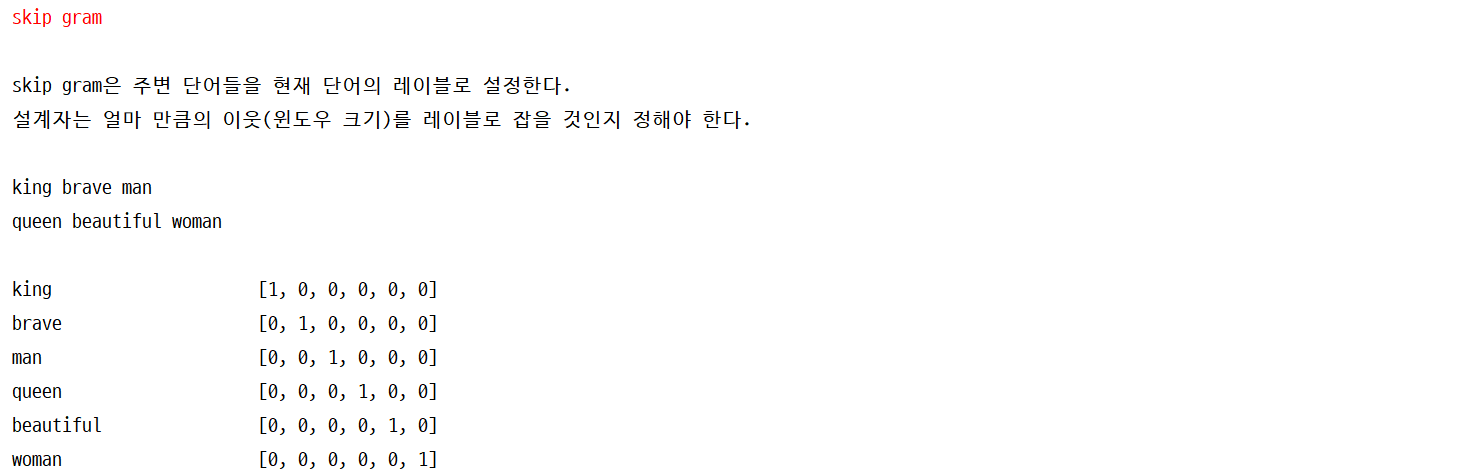 skip gram
skip gram은 주변 단어들을 현재 단어의 레이블로 설정한다.
설계자는 얼마 만큼의 이웃(윈도우 크기)를 레이블로 잡을 것인지 정해야 한다.
king brave man
queen beautiful woman
king [1, 0, 0, 0, 0, 0]
brave [0, 1, 0, 0, 0, 0]
man [0, 0, 1, 0, 0, 0]
queen [0, 0, 0, 1, 0, 0]
beautiful [0, 0, 0, 0, 1, 0]
woman [0, 0, 0, 0, 0, 1]